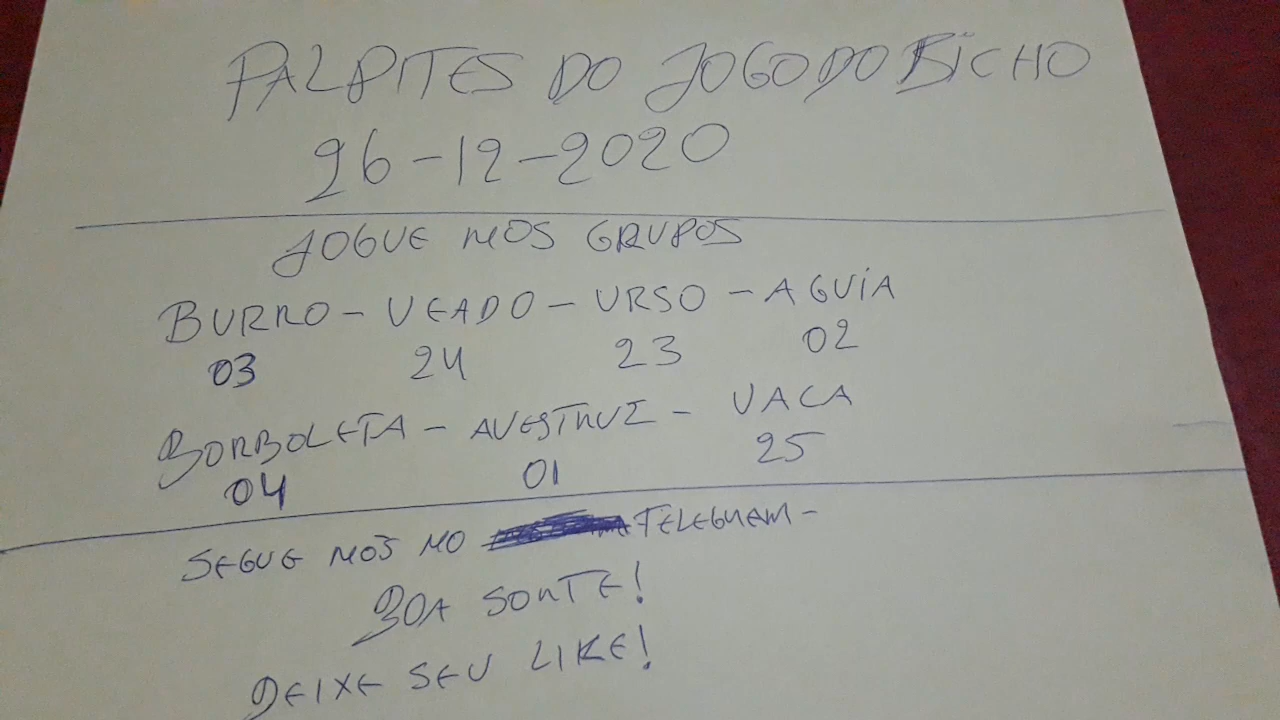 PALPITES DO JOGO DO BICHO
26-12-2020
JOGUE NOS GRUPOS
BURRO - VEADO - URSO - AGUIA
03 24 23 02
BORBOLETA - AVESTRUZ - VACA
04 01 25
SEGUE NOS NO TELEGRAM -
BOA SORTE!
DEIXE SEU LIKE!